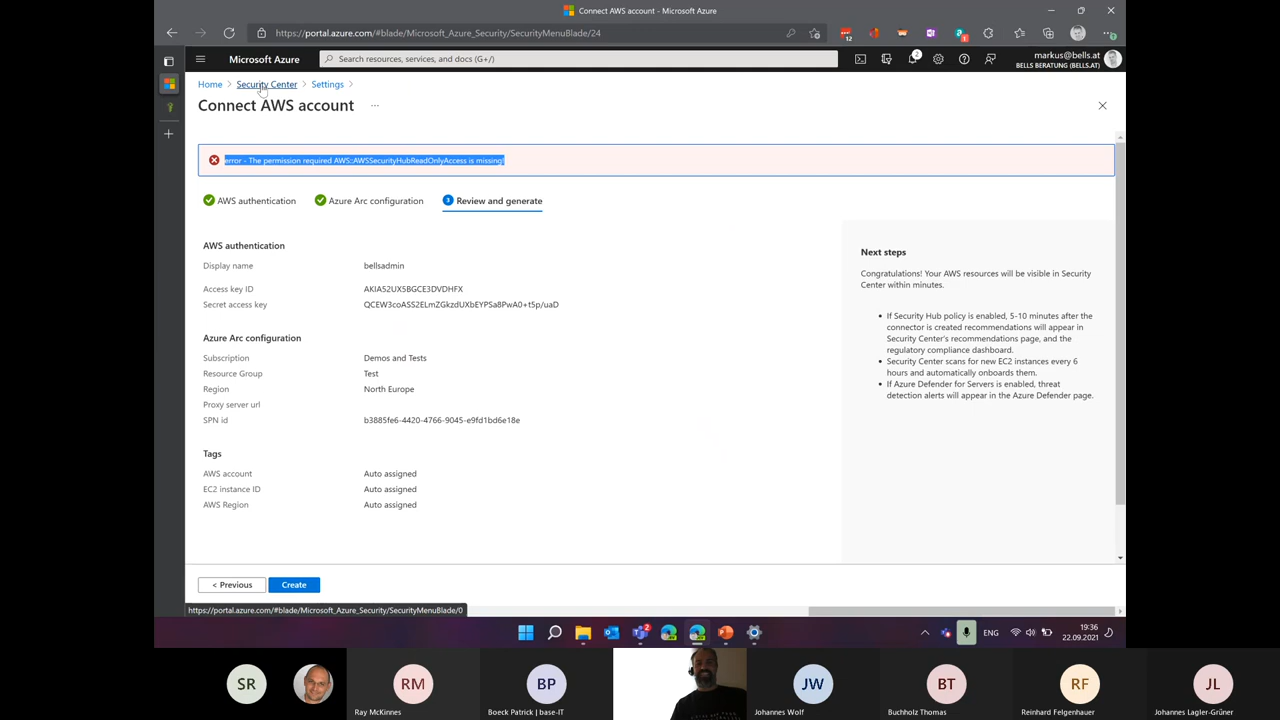 Connect AWS account - Microsoft Azure
https://portal.azure.com/#blade/Microsoft_Azure_Security/SecurityMenuBlade/24
12
Microsoft Azure
Search resources, services, and docs (G+/)
2
markus@bells.at
BELLS BERATUNG (BELLS.AT)
Home > Security Center > Settings >
Connect AWS account ...
error - The permission required AWS::AWSSecurityHubReadOnlyAccess is missing!
AWS authentication
Azure Arc configuration
3 Review and generate
AWS authentication
Display name bellsadmin
Access key ID AKIA52UX5BGCE3DVDHFX
Secret access key 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
Azure Arc configuration
Subscription Demos and Tests
Resource Group Test
Region North Europe
Proxy server url
SPN id b3885fe6-4420-4766-9045-e9fd1bd6e18e
Tags
AWS account Auto assigned
EC2 instance ID Auto assigned
AWS Region Auto assigned
Next steps
Congratulations! Your AWS resources will be visible in Security
Center within minutes.
• If Security Hub policy is enabled, 5-10 minutes after the
connector is created recommendations will appear in
Security Center's recommendations page, and the
regulatory compliance dashboard.
• Security Center scans for new EC2 instances every 6
hours and automatically onboards them.
• If Azure Defender for Servers is enabled, threat
detection alerts will appear in the Azure Defender page.
< Previous
Create
https://portal.azure.com/#blade/Microsoft_Azure_Security/SecurityMenuBlade/0
2
ENG
19:36
22.09.2021
SR
RM
Ray McKinnes
BP
Boeck Patrick | base-IT
JW
Johannes Wolf
BT
Buchholz Thomas
RF
Reinhard Felgenhauer
JL
Johannes Lagler-Grüner